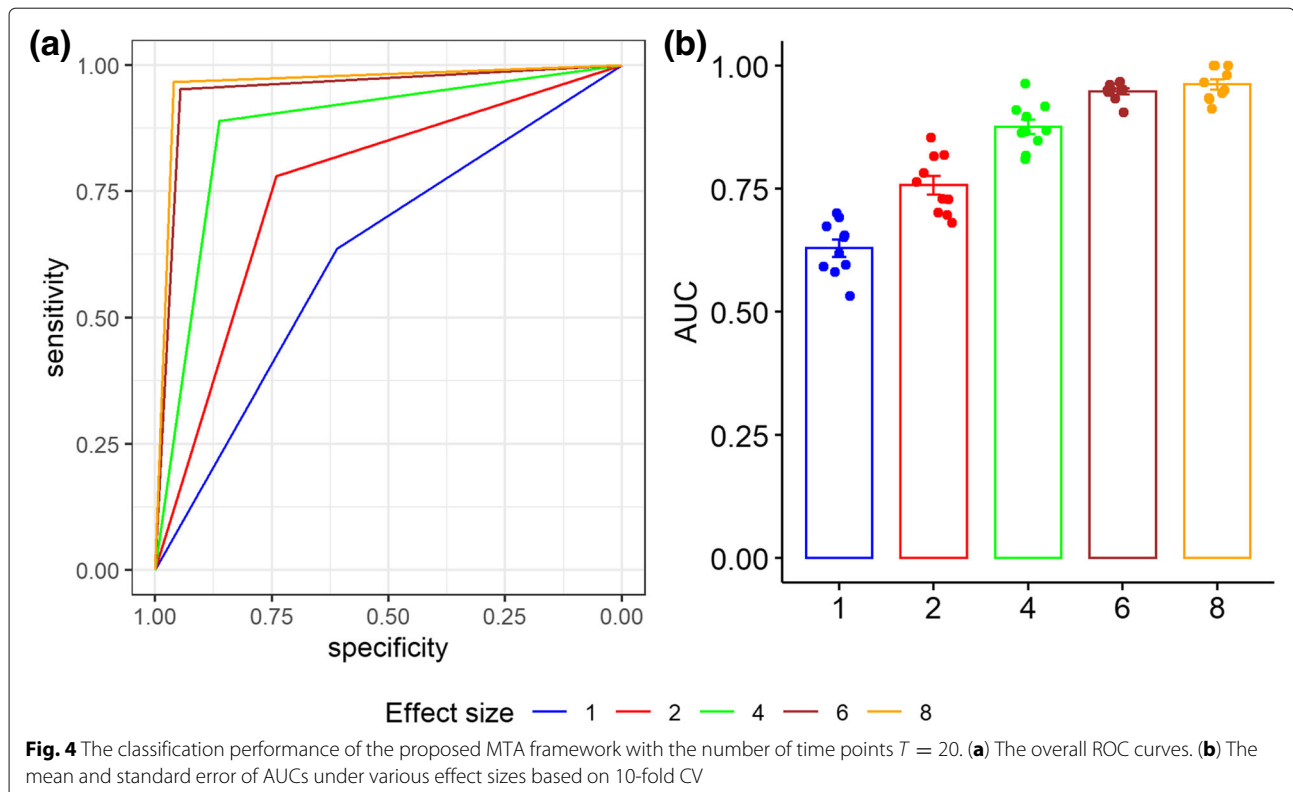 (a)
1.00
0.75
0.50
0.25
0.00
sensitivity
1.00 0.75 0.50 0.25 0.00
specificity
(b)
1.00
0.75
0.50
0.25
0.00
AUC
1 2 4 6 8
Effect size 1 2 4 6 8
Fig. 4 The classification performance of the proposed MTA framework with the number of time points T = 20. (a) The overall ROC curves. (b) The
mean and standard error of AUCs under various effect sizes based on 10-fold CV